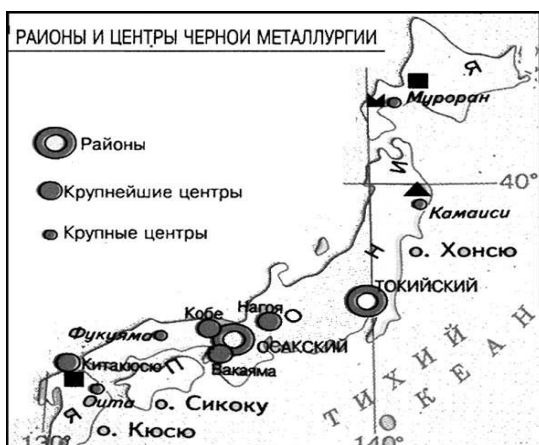 РАЙОНЫ И ЦЕНТРЫ ЧЕРНОЙ МЕТАЛЛУРГИИ
Районы
Крупнейшие центры
Крупные центры
Я
Муроран
И
40°
Камаиси
Н
о. Хонсю
ТОКИЙСКИЙ
Нагоя
Кобе
Фукуяма
ОСАКСКИЙ
Китакюсю
Вакаяма
П
Оита
о. Сикоку
Я
о. Кюсю
ТИХИЙ
ОКЕАН
130°
140°